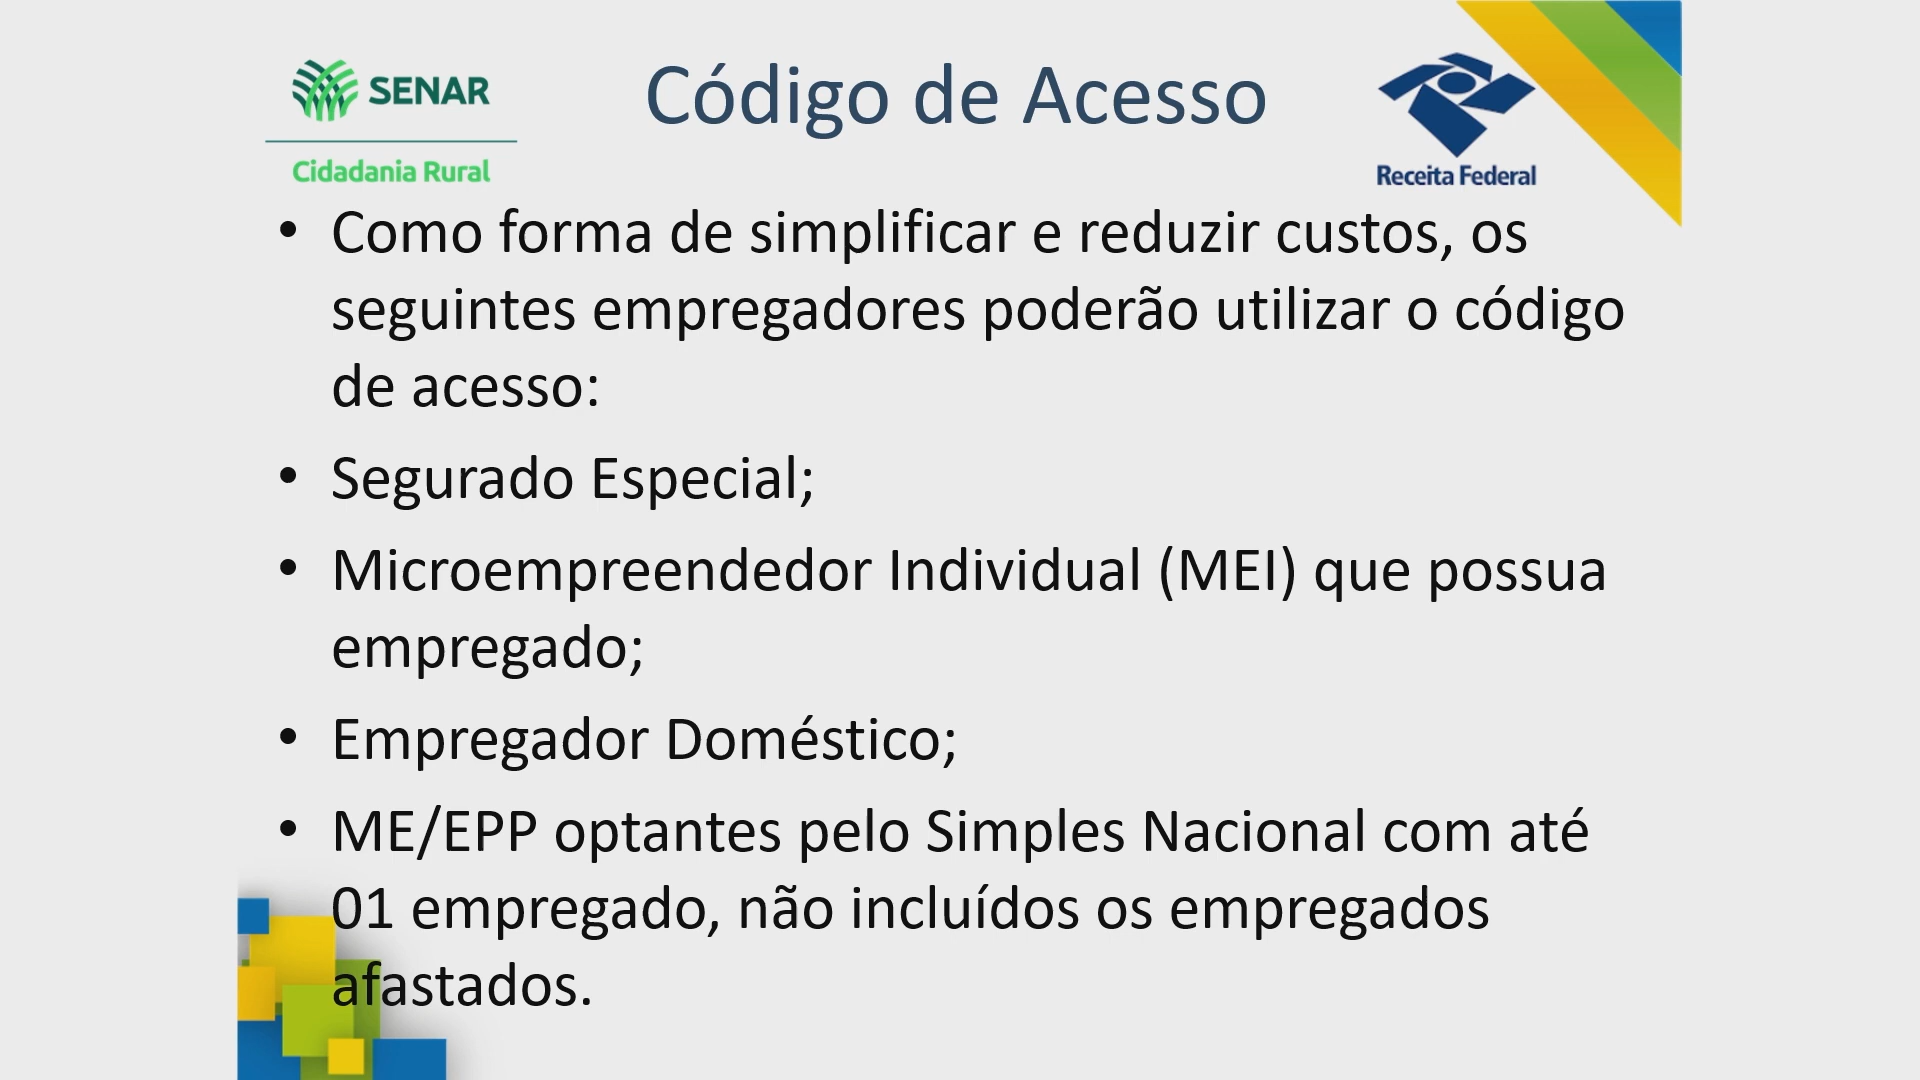 SENAR
Cidadania Rural
Código de Acesso
Receita Federal
• Como forma de simplificar e reduzir custos, os
seguintes empregadores poderão utilizar o código
de acesso:
• Segurado Especial;
• Microempreendedor Individual (MEI) que possua
empregado;
• Empregador Doméstico;
• ME/EPP optantes pelo Simples Nacional com até
01 empregado, não incluídos os empregados
afastados.